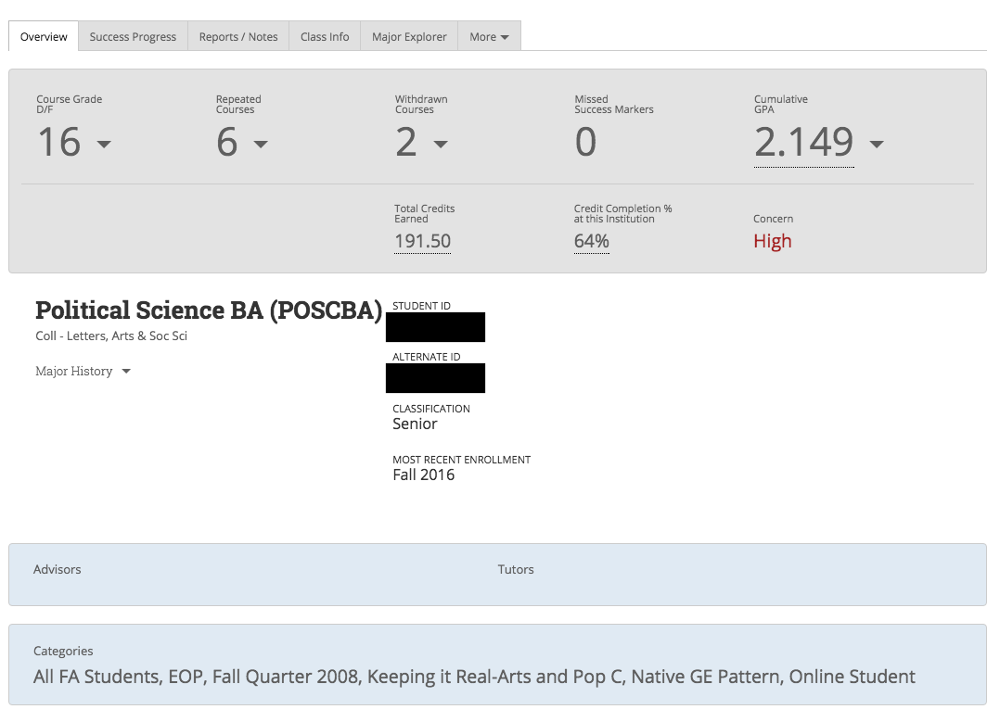 Overview Success Progress Reports / Notes Class Info Major Explorer More
Course Grade
D/F
16
Repeated
Courses
6
Withdrawn
Courses
2
Missed
Success Markers
0
Cumulative
GPA
2.149
Total Credits
Earned
191.50
Credit Completion %
at this Institution
64%
Concern
High
Political Science BA (POSCBA)
Coll - Letters, Arts & Soc Sci
Major History
STUDENT ID
ALTERNATE ID
CLASSIFICATION
Senior
MOST RECENT ENROLLMENT
Fall 2016
Advisors
Tutors
Categories
All FA Students, EOP, Fall Quarter 2008, Keeping it Real-Arts and Pop C, Native GE Pattern, Online Student